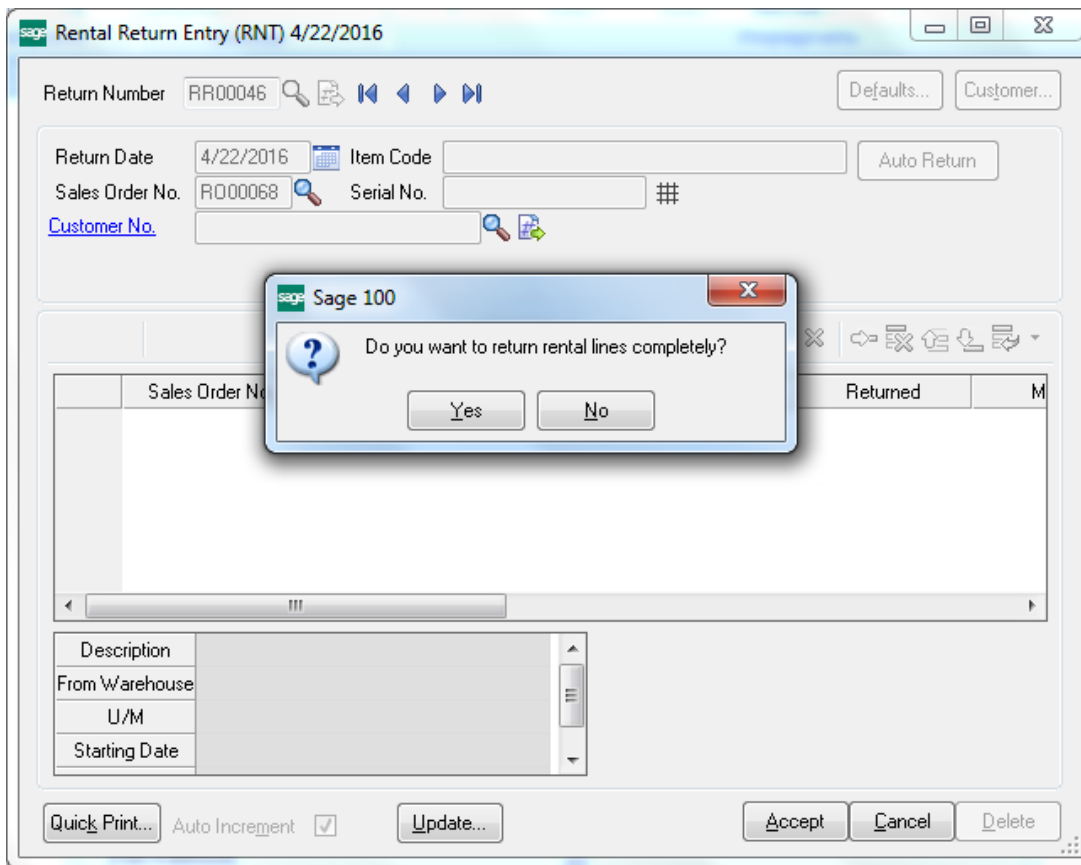 sage Rental Return Entry (RNT) 4/22/2016
Return Number RR00046 Defaults... Customer...
Return Date 4/22/2016 Item Code Auto Return
Sales Order No. RO00068 Serial No.
Customer No.
sage Sage 100
Do you want to return rental lines completely?
Yes No
Sales Order No Returned M
Description
From Warehouse
U/M
Starting Date
Quick Print... Auto Increment Update... Accept Cancel Delete